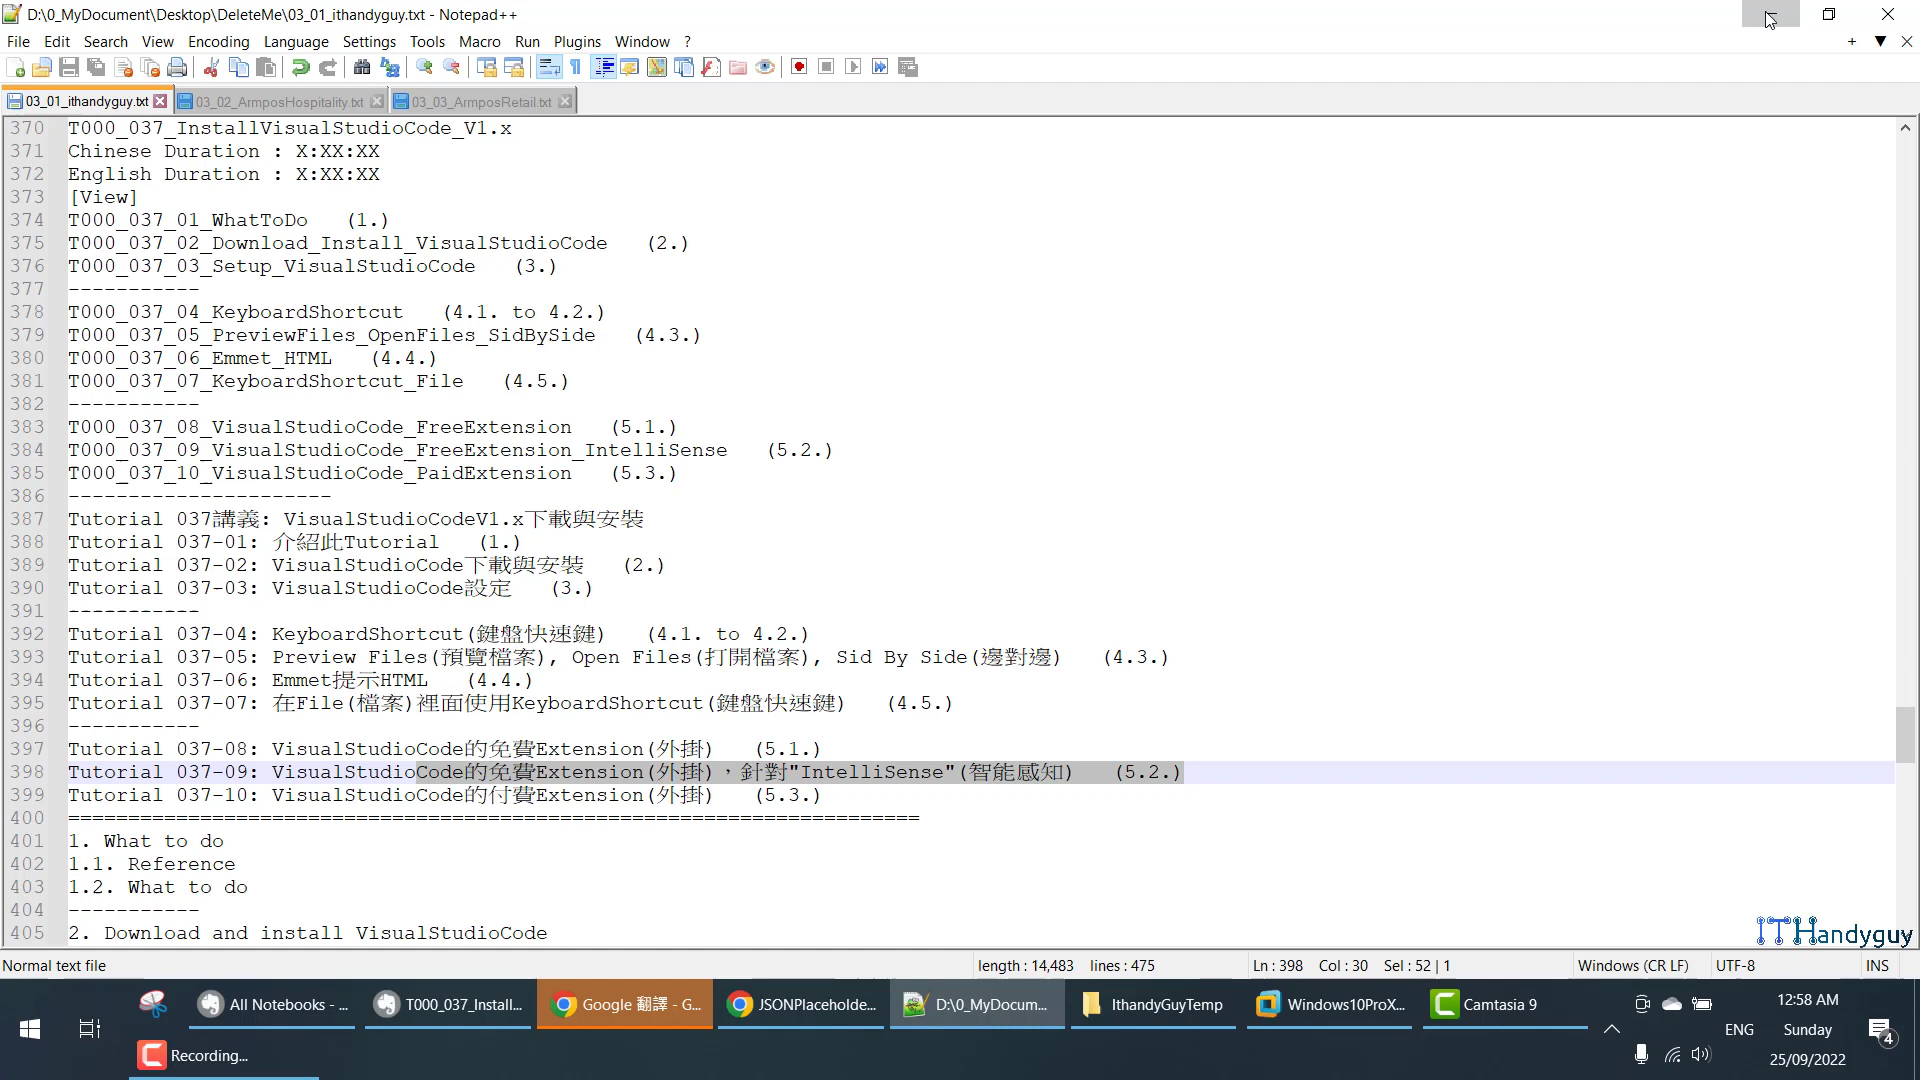 D:\0_MyDocument\Desktop\DeleteMe\03_01_ithandyguy.txt - Notepad++
File Edit Search View Encoding Language Settings Tools Macro Run Plugins Window ?
03_01_ithandyguy.txt 03_02_ArmposHospitality.txt 03_03_ArmposRetail.txt
370 T000_037_InstallVisualStudioCode_V1.x
371 Chinese Duration : X:XX:XX
372 English Duration : X:XX:XX
373 [View]
374 T000_037_01_WhatToDo (1.)
375 T000_037_02_Download_Install_VisualStudioCode (2.)
376 T000_037_03_Setup_VisualStudioCode (3.)
377 -----------
378 T000_037_04_KeyboardShortcut (4.1. to 4.2.)
379 T000_037_05_PreviewFiles_OpenFiles_SidBySide (4.3.)
380 T000_037_06_Emmet_HTML (4.4.)
381 T000_037_07_KeyboardShortcut_File (4.5.)
382 -----------
383 T000_037_08_VisualStudioCode_FreeExtension (5.1.)
384 T000_037_09_VisualStudioCode_FreeExtension_IntelliSense (5.2.)
385 T000_037_10_VisualStudioCode_PaidExtension (5.3.)
386 ----------------------
387 Tutorial 037講義: VisualStudioCodeV1.x下載與安裝
388 Tutorial 037-01: 介紹此Tutorial (1.)
389 Tutorial 037-02: VisualStudioCode下載與安裝 (2.)
390 Tutorial 037-03: VisualStudioCode設定 (3.)
391 -----------
392 Tutorial 037-04: KeyboardShortcut(鍵盤快速鍵) (4.1. to 4.2.)
393 Tutorial 037-05: Preview Files(預覽檔案), Open Files(打開檔案), Sid By Side(邊對邊) (4.3.)
394 Tutorial 037-06: Emmet提示HTML (4.4.)
395 Tutorial 037-07: 在File(檔案)裡面使用KeyboardShortcut(鍵盤快速鍵) (4.5.)
396 -----------
397 Tutorial 037-08: VisualStudioCode的免費Extension(外掛) (5.1.)
398 Tutorial 037-09: VisualStudioCode的免費Extension(外掛)，針對"IntelliSense"(智能感知) (5.2.)
399 Tutorial 037-10: VisualStudioCode的付費Extension(外掛) (5.3.)
400 =======================================================================
401 1. What to do
402 1.1. Reference
403 1.2. What to do
404 -----------
405 2. Download and install VisualStudioCode
ITHandyguy
Normal text file length : 14,483 lines : 475 Ln : 398 Col : 30 Sel : 52 | 1 Windows (CR LF) UTF-8 INS
All Notebooks - ... T000_037_Install... Google 翻譯 - G... JSONPlaceholde... D:\0_MyDocum... IthandyGuyTemp Windows10ProX... Camtasia 9
Recording...
ENG
12:58 AM
Sunday
25/09/2022
4